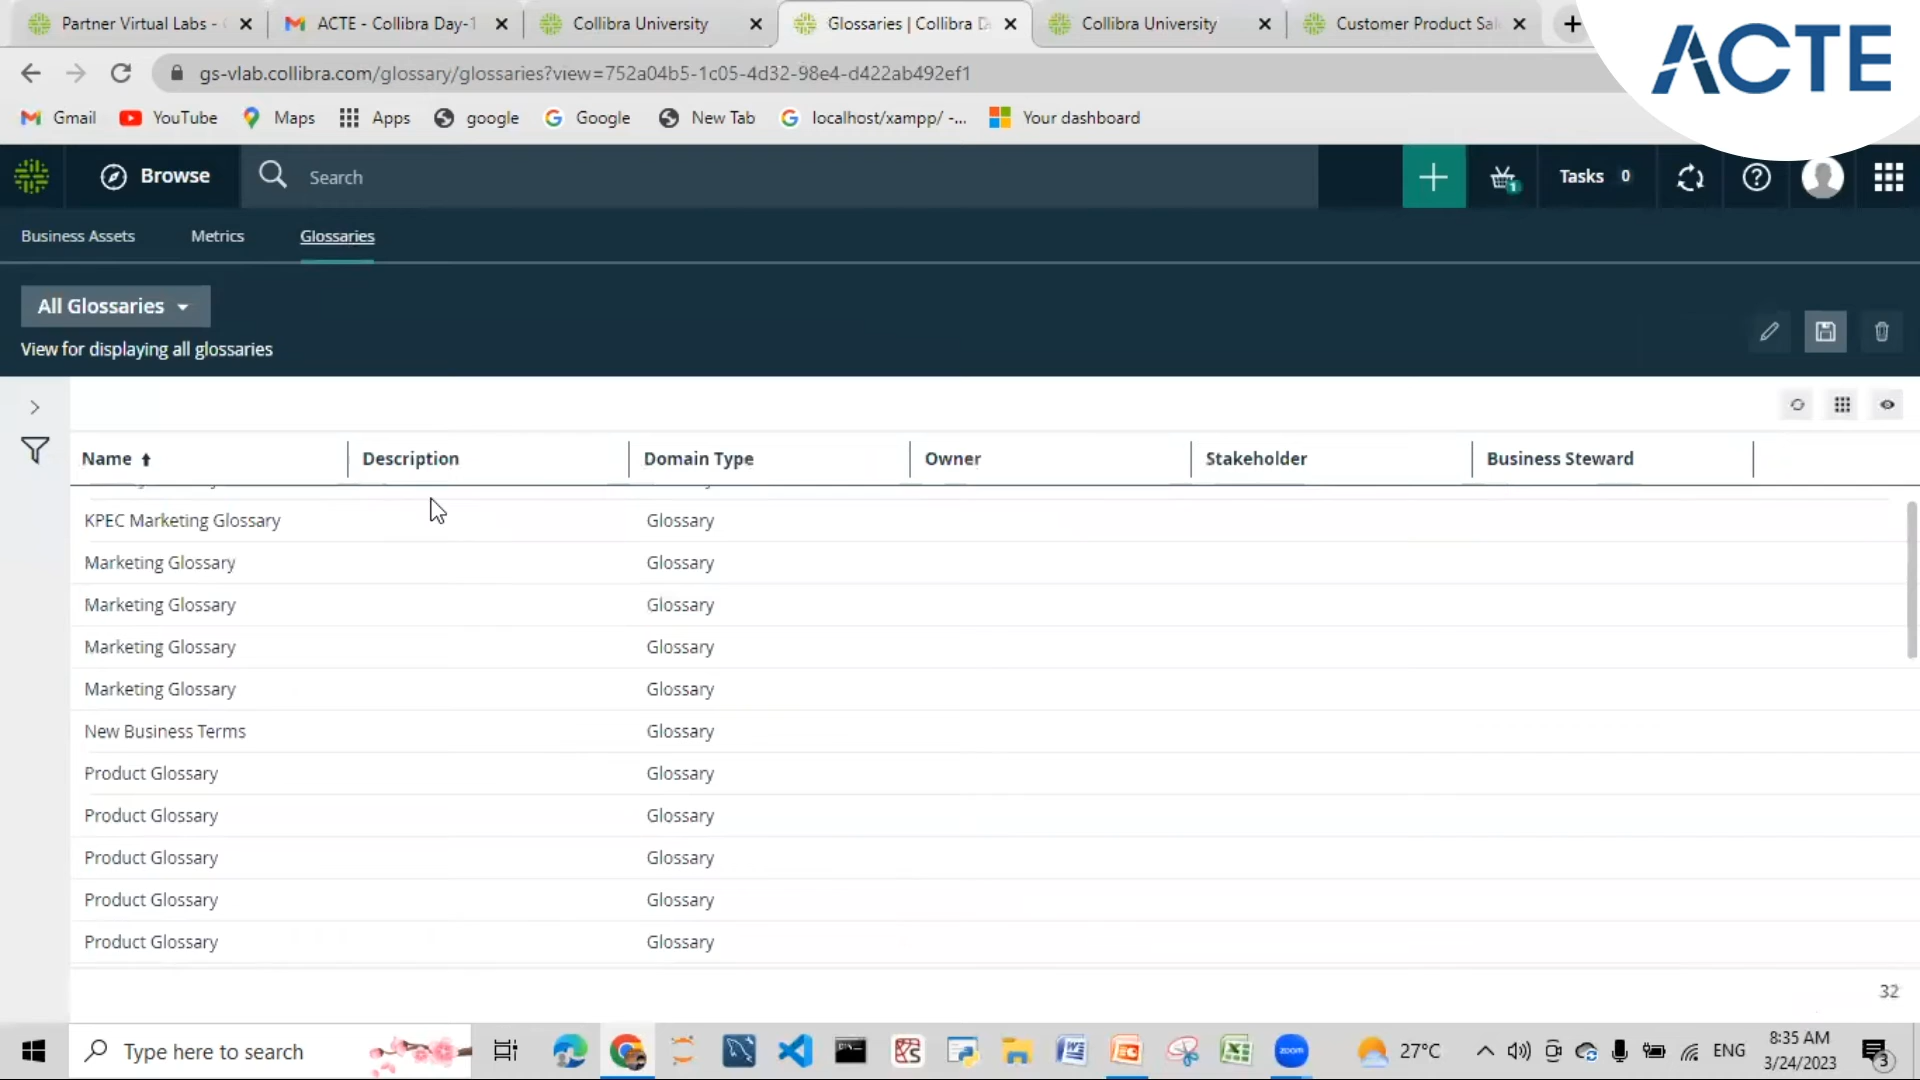 Partner Virtual Labs -
ACTE - Collibra Day-1
Collibra University
Glossaries | Collibra
Collibra University
Customer Product Sal
ACTE
gs-vlab.collibra.com/glossary/glossaries?view=752a04b5-1c05-4d32-98e4-d422ab492ef1
Gmail
YouTube
Maps
Apps
google
Google
New Tab
localhost/xampp/ -...
Your dashboard
Browse
Search
1
Tasks 0
Business Assets
Metrics
Glossaries
All Glossaries
View for displaying all glossaries
Name
Description
Domain Type
Owner
Stakeholder
Business Steward
KPEC Marketing Glossary Glossary
Marketing Glossary Glossary
Marketing Glossary Glossary
Marketing Glossary Glossary
Marketing Glossary Glossary
New Business Terms Glossary
Product Glossary Glossary
Product Glossary Glossary
Product Glossary Glossary
Product Glossary Glossary
Product Glossary Glossary
32
Type here to search
zoom
27°C
ENG
8:35 AM
3/24/2023
3